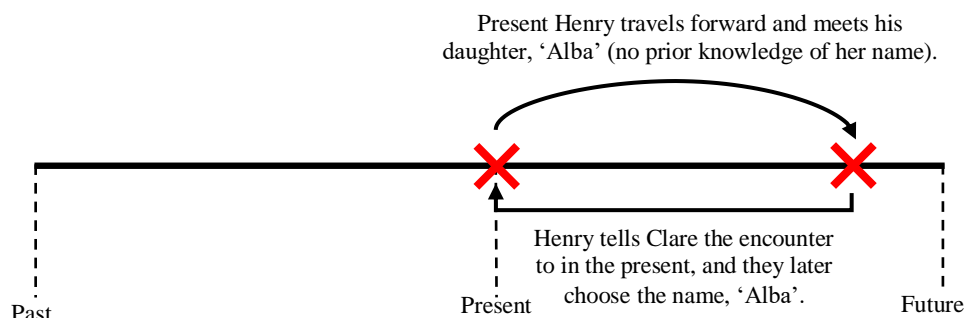 Present Henry travels forward and meets his
daughter, ‘Alba’ (no prior knowledge of her name).
Henry tells Clare the encounter
to in the present, and they later
choose the name, ‘Alba’.
Past
Present
Future